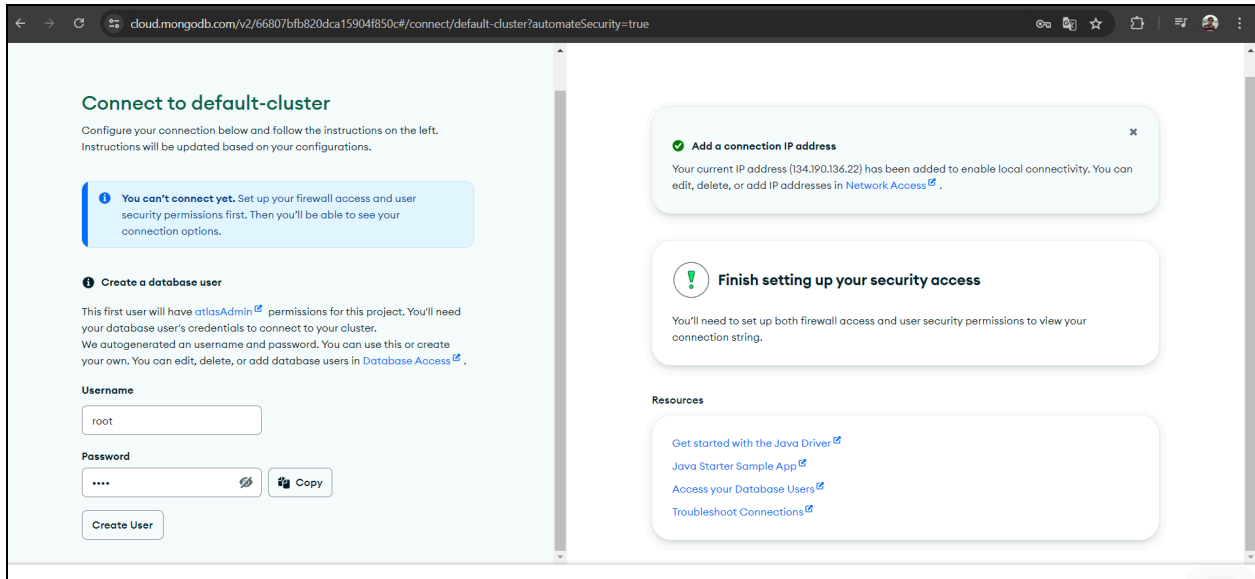 cloud.mongodb.com/v2/66807bfb820dca15904f850c#/connect/default-cluster?automateSecurity=true
Connect to default-cluster
Configure your connection below and follow the instructions on the left.
Instructions will be updated based on your configurations.
You can't connect yet. Set up your firewall access and user
security permissions first. Then you'll be able to see your
connection options.
Create a database user
This first user will have atlasAdmin permissions for this project. You'll need
your database user's credentials to connect to your cluster.
We autogenerated an username and password. You can use this or create
your own. You can edit, delete, or add database users in Database Access .
Username
root
Password
••••
Copy
Create User
Add a connection IP address
Your current IP address (134.190.136.22) has been added to enable local connectivity. You can
edit, delete, or add IP addresses in Network Access .
Finish setting up your security access
You'll need to set up both firewall access and user security permissions to view your
connection string.
Resources
Get started with the Java Driver
Java Starter Sample App
Access your Database Users
Troubleshoot Connections